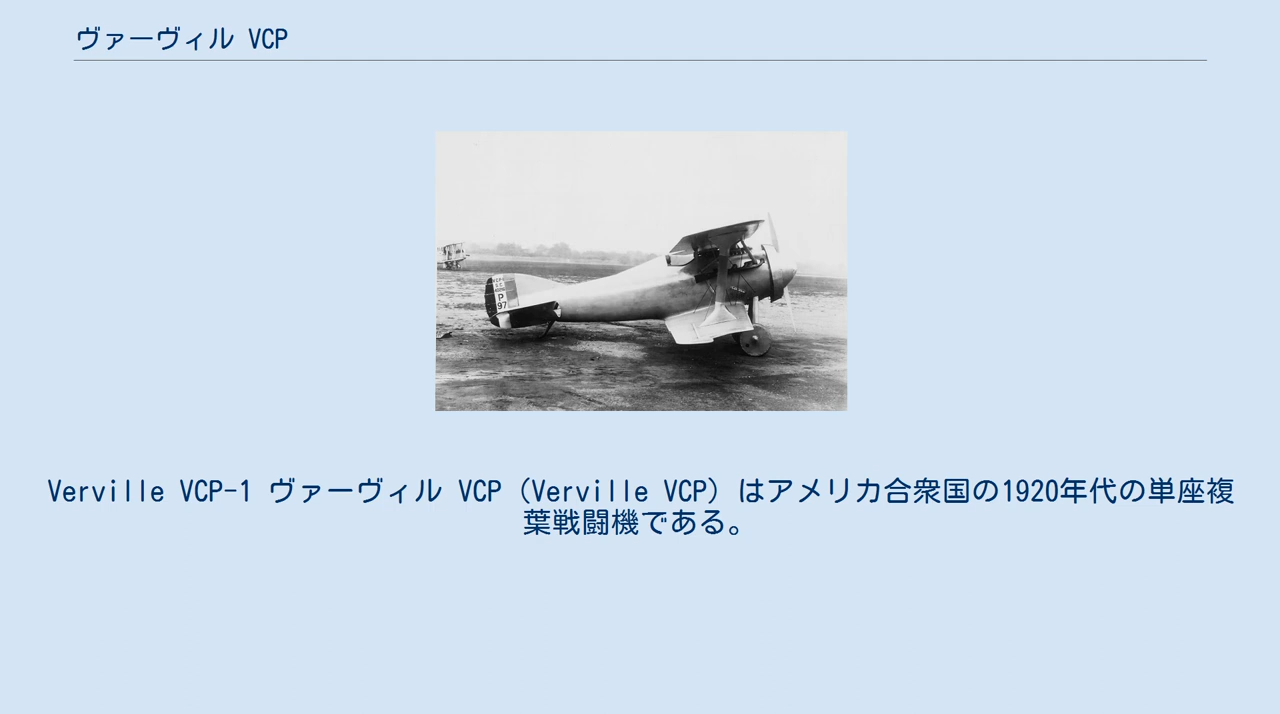 ヴァーヴィル VCP
P
97
Verville VCP-1 ヴァーヴィル VCP（Verville VCP）はアメリカ合衆国の1920年代の単座複
葉戦闘機である。